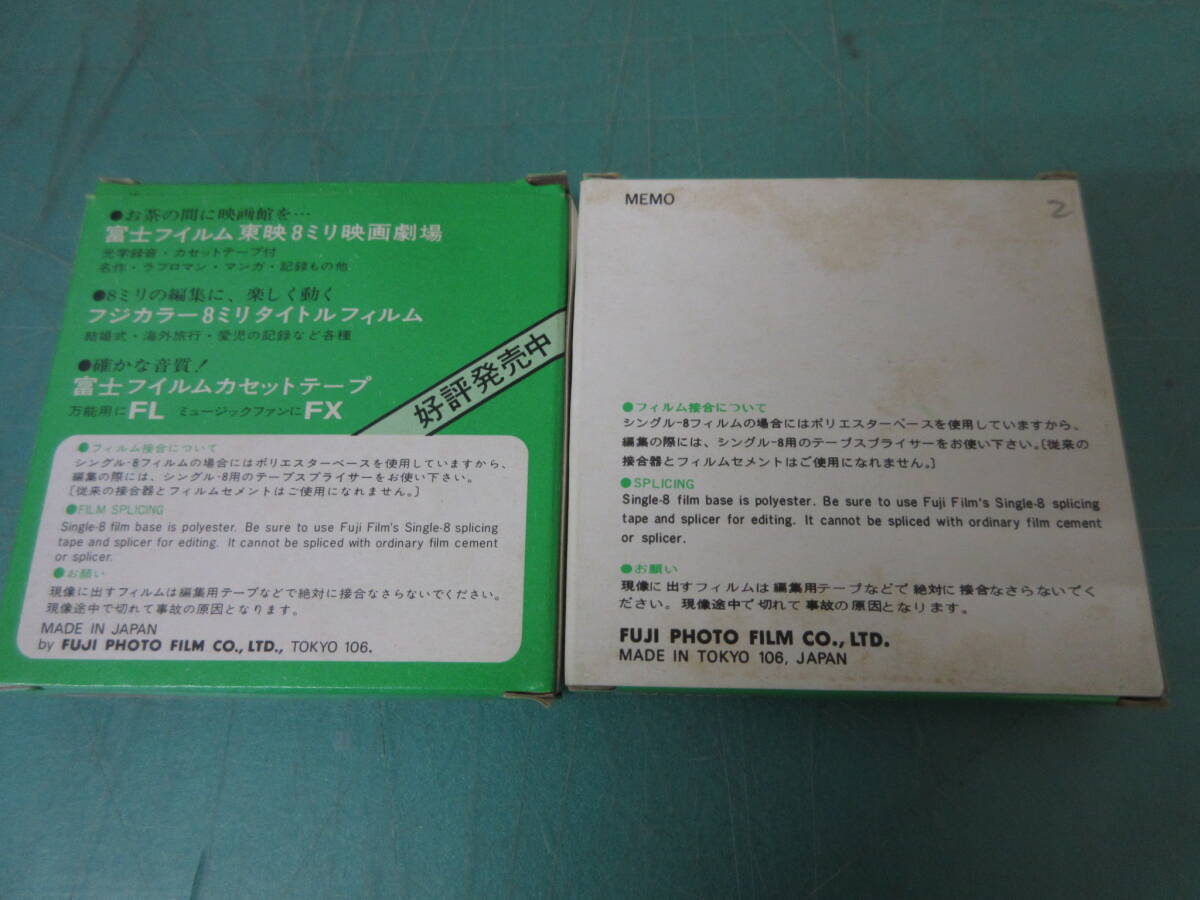 ●お茶の間に映画館を…
富士フイルム東映8ミリ映画劇場
光学録音・カセットテープ付
名作・ラブロマン・マンガ・記録もの他
●8ミリの編集に、楽しく動く
フジカラー8ミリタイトルフィルム
結婚式・海外旅行・愛児の記録など各種
●確かな音質!
富士フイルムカセットテープ
万能用にFL ミュージックファンにFX
好評発売中
●フィルム接合について
シングル-8フィルムの場合にはポリエスターベースを使用していますから、
編集の際には、シングル-8用のテープスプライサーをお使い下さい。
[従来の接合器とフィルムセメントはご使用になれません。]
●FILM SPLICING
Single-8 film base is polyester. Be sure to use Fuji Film's Single-8 splicing
tape and splicer for editing. It cannot be spliced with ordinary film cement
or splicer.
●お願い
現像に出すフィルムは編集用テープなどで絶対に接合なさらないでください。
現像途中で切れて事故の原因となります。
MADE IN JAPAN
by FUJI PHOTO FILM CO., LTD., TOKYO 106.
MEMO
2
●フィルム接合について
シングル-8フィルムの場合にはポリエスターベースを使用していますから、
編集の際には、シングル-8用のテープスプライサーをお使い下さい。[従来の
接合器とフィルムセメントはご使用になれません。]
●SPLICING
Single-8 film base is polyester. Be sure to use Fuji Film's Single-8 splicing
tape and splicer for editing. It cannot be spliced with ordinary film cement
or splicer.
●お願い
現像に出すフィルムは編集用テープなどで絶対に接合なさらないでく
ださい。現像途中で切れて事故の原因となります。
FUJI PHOTO FILM CO., LTD.
MADE IN TOKYO 106, JAPAN